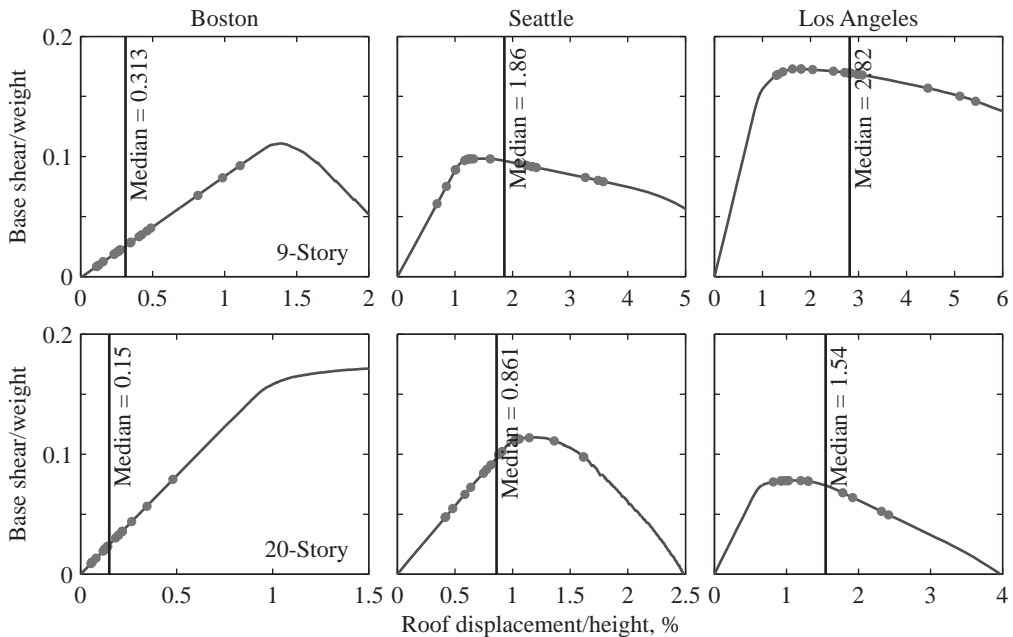 Boston
Seattle
Los Angeles
Base shear/weight
0.2
0.1
0
Median = 0.313
9-Story
0 0.5 1 1.5 2
Median = 1.86
0 1 2 3 4 5
Median = 2.82
0 1 2 3 4 5 6
Base shear/weight
0.2
0.1
0
Median = 0.15
20-Story
0 0.5 1 1.5
Median = 0.861
0 0.5 1 1.5 2 2.5
Median = 1.54
0 1 2 3 4
Roof displacement/height, %